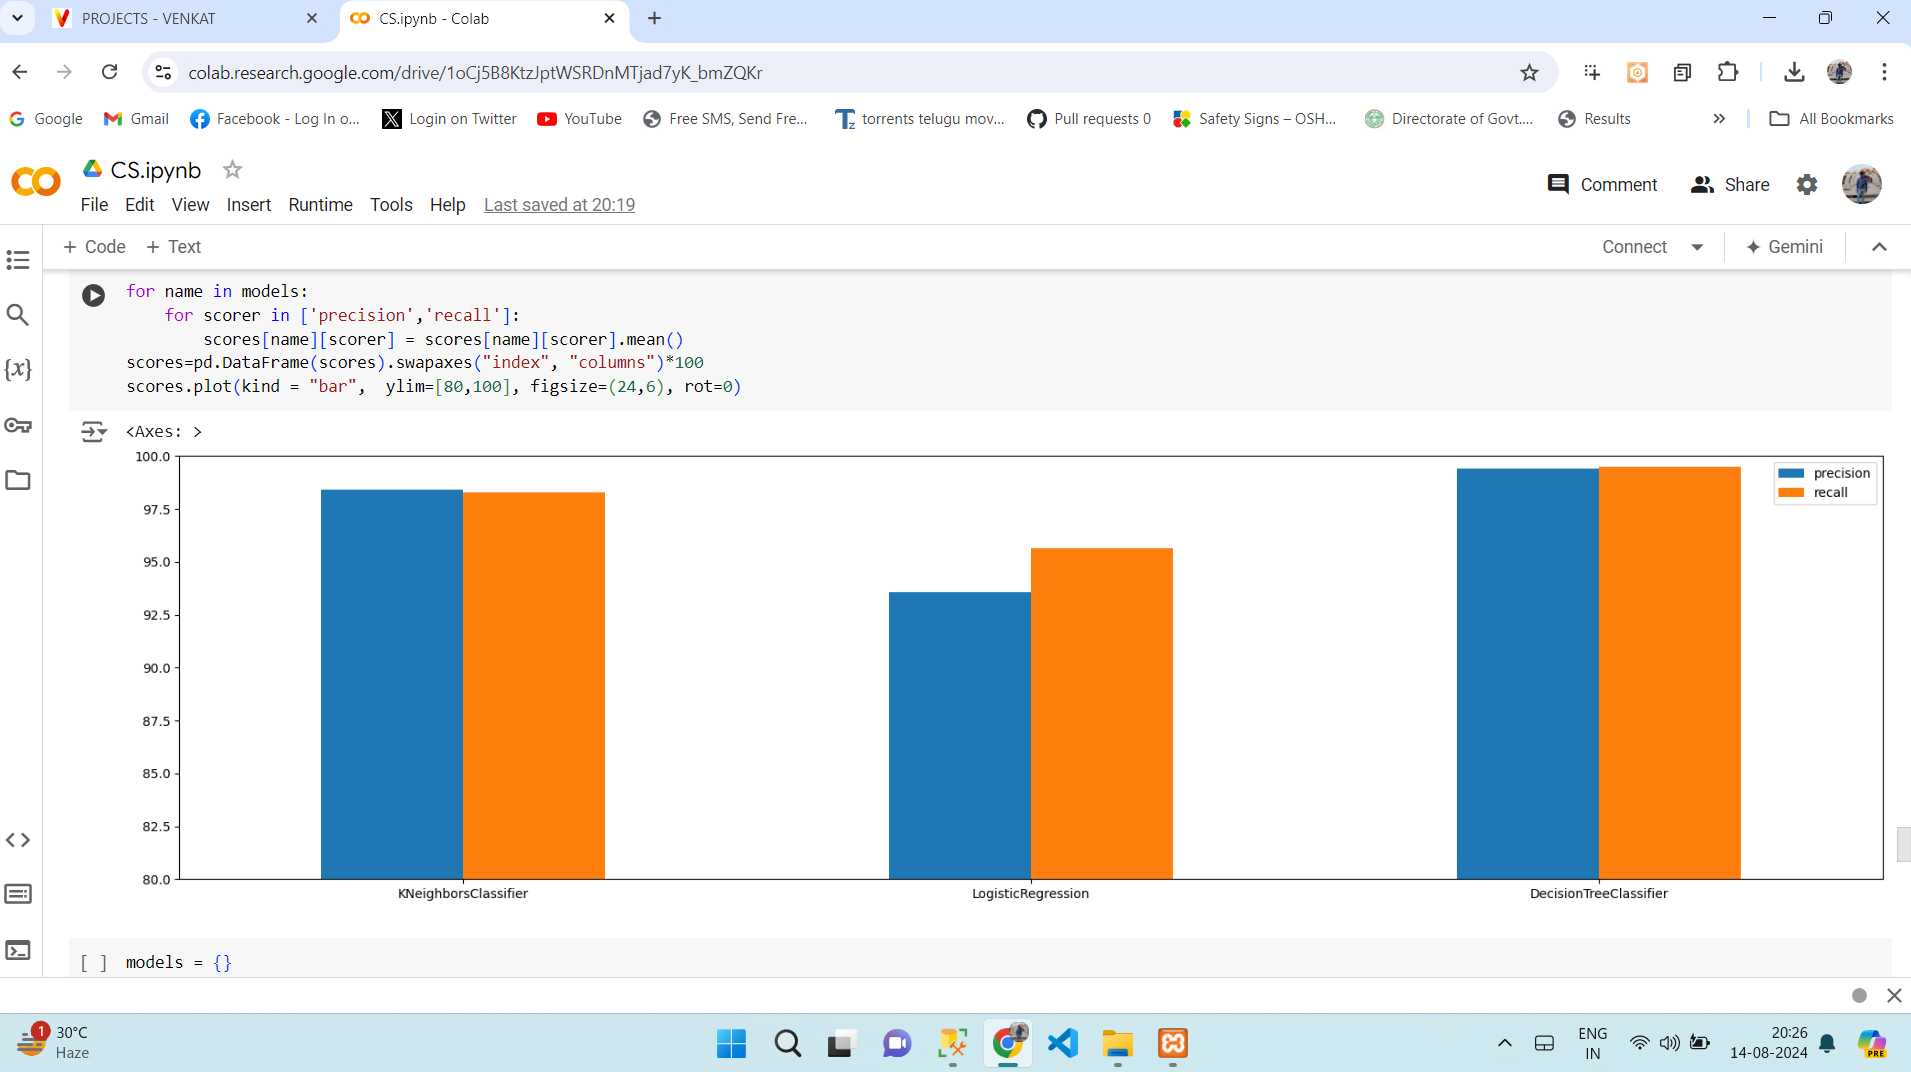 PROJECTS - VENKAT
CS.ipynb - Colab
colab.research.google.com/drive/1oCj5B8KtzJptWSRDnMTjad7yK_bmZQKr
Google Gmail Facebook - Log In o... Login on Twitter YouTube Free SMS, Send Fre... torrents telugu mov... Pull requests 0 Safety Signs – OSH... Directorate of Govt.... Results » All Bookmarks
CS.ipynb
Comment Share
File Edit View Insert Runtime Tools Help Last saved at 20:19
+ Code + Text Connect Gemini
for name in models:
    for scorer in ['precision','recall']:
        scores[name][scorer] = scores[name][scorer].mean()
scores=pd.DataFrame(scores).swapaxes("index", "columns")*100
scores.plot(kind = "bar",  ylim=[80,100], figsize=(24,6), rot=0)
<Axes: >
100.0
97.5
95.0
92.5
90.0
87.5
85.0
82.5
80.0
precision
recall
KNeighborsClassifier LogisticRegression DecisionTreeClassifier
[ ] models = {}
1
30°C
Haze
ENG
IN
20:26
14-08-2024
PRE